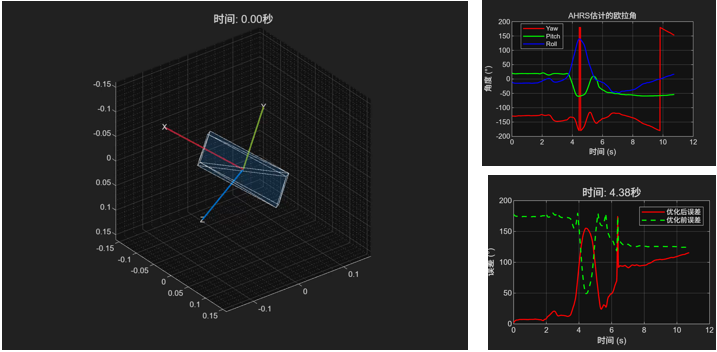 时间: 0.00秒
-0.15
-0.1
-0.05
0
0.05
0.1
0.15
X
Y
Z
-0.1
-0.05
0
0.05
0.1
0.15
-0.1
0
0.1
AHRS估计的欧拉角
Yaw
Pitch
Roll
200
150
100
50
0
-50
-100
-150
-200
角度 (°)
0 2 4 6 8 10 12
时间 (s)
时间: 4.38秒
优化后误差
优化前误差
200
150
100
50
0
误差 (°)
0 2 4 6 8 10 12
时间 (s)